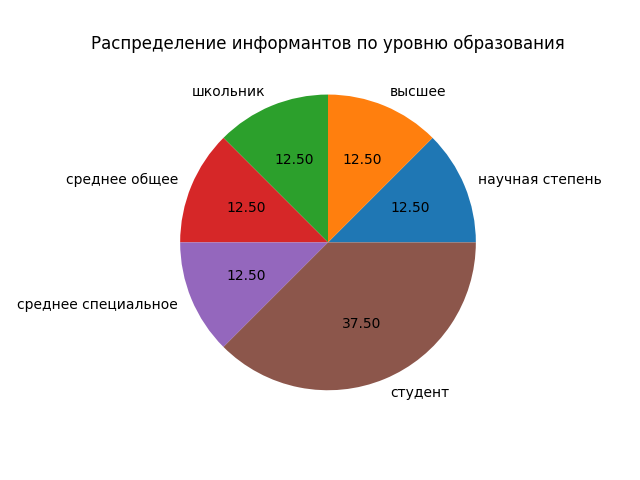 Распределение информантов по уровню образования
школьник
высшее
12.50
12.50
среднее общее
научная степень
12.50
12.50
12.50
среднее специальное
37.50
студент